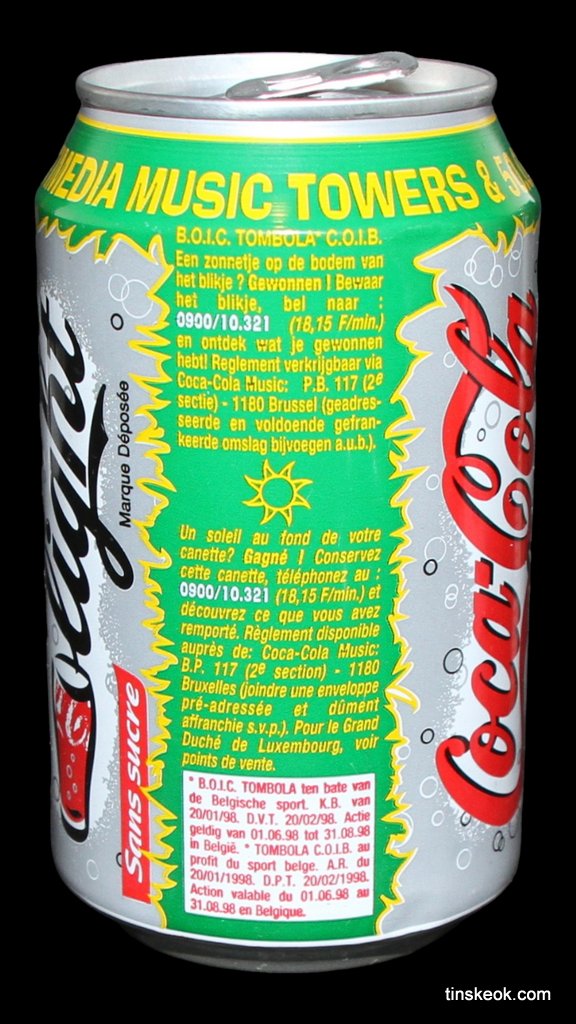 MEDIA MUSIC TOWERS &
B.O.I.C. TOMBOLA* C.O.I.B.
Een zonnetje op de bodem van
het blikje ? Gewonnen ! Bewaar
het blikje, bel naar :
0900/10.321 (18,15 F/min.)
en ontdek wat je gewonnen
hebt! Reglement verkrijgbaar via
Coca-Cola Music: P.B. 117 (2e
sectie) - 1180 Brussel (geadres-
seerde en voldoende gefran-
keerde omslag bijvoegen a.u.b.).
Un soleil au fond de votre
canette? Gagné ! Conservez
cette canette, téléphonez au :
0900/10.321 (18,15 F/min.) et
découvrez ce que vous avez
remporté. Règlement disponible
auprès de: Coca-Cola Music:
B.P. 117 (2e section) - 1180
Bruxelles (joindre une enveloppe
pré-adressée et dûment
affranchie s.v.p.). Pour le Grand
Duché de Luxembourg, voir
points de vente.
* B.O.I.C. TOMBOLA ten bate van
de Belgische sport. K.B. van
20/01/98. D.V.T. 20/02/98. Actie
geldig van 01.06.98 tot 31.08.98
in België. * TOMBOLA C.O.I.B. au
profit du sport belge. A.R. du
20/01/1998. D.P.T. 20/02/1998.
Action valable du 01.06.98 au
31.08.98 en Belgique.
light
Marque Déposée
Sans sucre
Coca-Cola
tinskeok.com